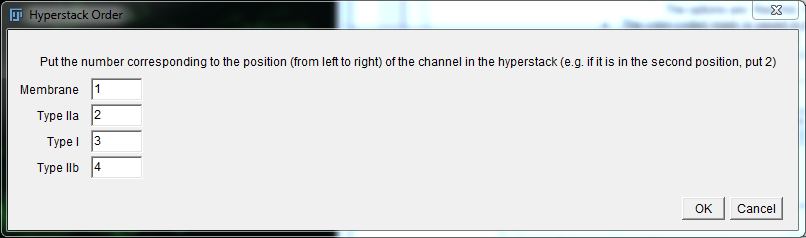 Hyperstack Order
Put the number corresponding to the position (from left to right) of the channel in the hyperstack (e.g. if it is in the second position, put 2)
Membrane 1
Type IIa 2
Type I 3
Type IIb 4
OK Cancel